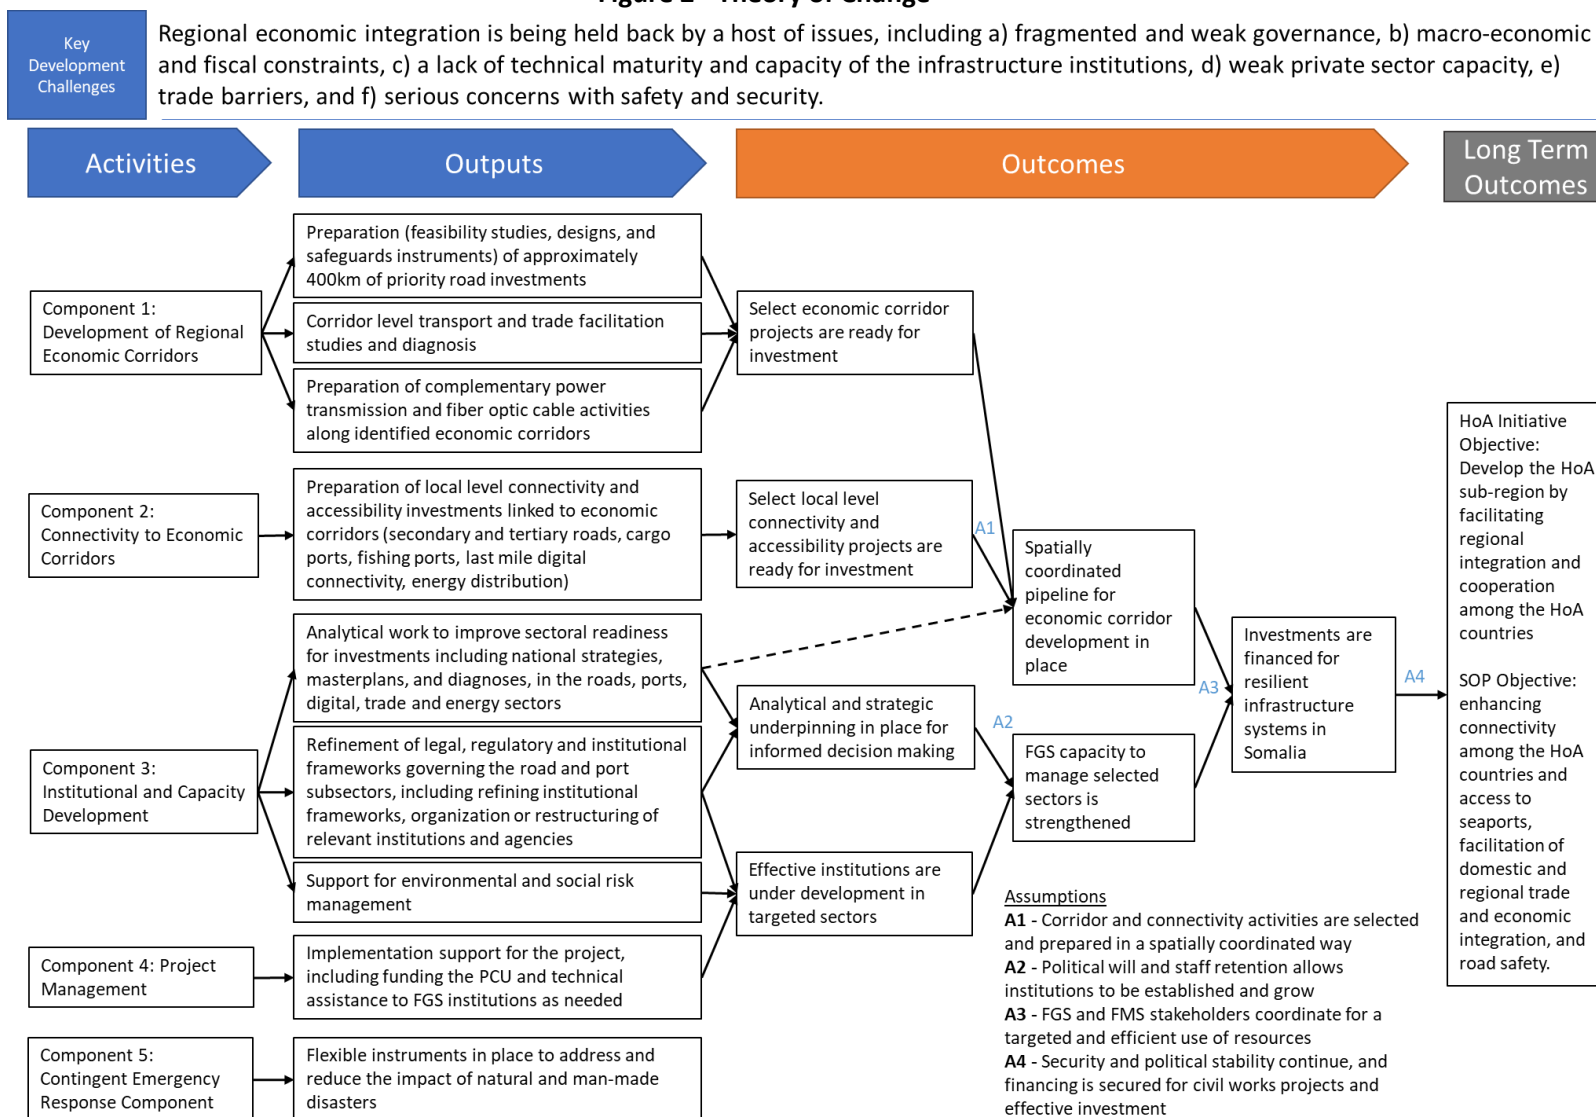 Figure 2 - Theory of Change
Key
Development
Challenges
Regional economic integration is being held back by a host of issues, including a) fragmented and weak governance, b) macro-economic
and fiscal constraints, c) a lack of technical maturity and capacity of the infrastructure institutions, d) weak private sector capacity, e)
trade barriers, and f) serious concerns with safety and security.
Activities
Outputs
Outcomes
Long Term
Outcomes
Component 1:
Development of Regional
Economic Corridors
Preparation (feasibility studies, designs, and
safeguards instruments) of approximately
400km of priority road investments
Corridor level transport and trade facilitation
studies and diagnosis
Preparation of complementary power
transmission and fiber optic cable activities
along identified economic corridors
Select economic corridor
projects are ready for
investment
Component 2:
Connectivity to Economic
Corridors
Preparation of local level connectivity and
accessibility investments linked to economic
corridors (secondary and tertiary roads, cargo
ports, fishing ports, last mile digital
connectivity, energy distribution)
Select local level
connectivity and
accessibility projects are
ready for investment
A1
Spatially
coordinated
pipeline for
economic corridor
development in
place
Component 3:
Institutional and Capacity
Development
Analytical work to improve sectoral readiness
for investments including national strategies,
masterplans, and diagnoses, in the roads, ports,
digital, trade and energy sectors
Refinement of legal, regulatory and institutional
frameworks governing the road and port
subsectors, including refining institutional
frameworks, organization or restructuring of
relevant institutions and agencies
Support for environmental and social risk
management
Analytical and strategic
underpinning in place for
informed decision making
A2
Effective institutions are
under development in
targeted sectors
FGS capacity to
manage selected
sectors is
strengthened
A3
Investments are
financed for
resilient
infrastructure
systems in
Somalia
A4
HoA Initiative
Objective:
Develop the HoA
sub-region by
facilitating
regional
integration and
cooperation
among the HoA
countries
SOP Objective:
enhancing
connectivity
among the HoA
countries and
access to
seaports,
facilitation of
domestic and
regional trade
and economic
integration, and
road safety.
Component 4: Project
Management
Implementation support for the project,
including funding the PCU and technical
assistance to FGS institutions as needed
Component 5:
Contingent Emergency
Response Component
Flexible instruments in place to address and
reduce the impact of natural and man-made
disasters
Assumptions
A1 - Corridor and connectivity activities are selected
and prepared in a spatially coordinated way
A2 - Political will and staff retention allows
institutions to be established and grow
A3 - FGS and FMS stakeholders coordinate for a
targeted and efficient use of resources
A4 - Security and political stability continue, and
financing is secured for civil works projects and
effective investment